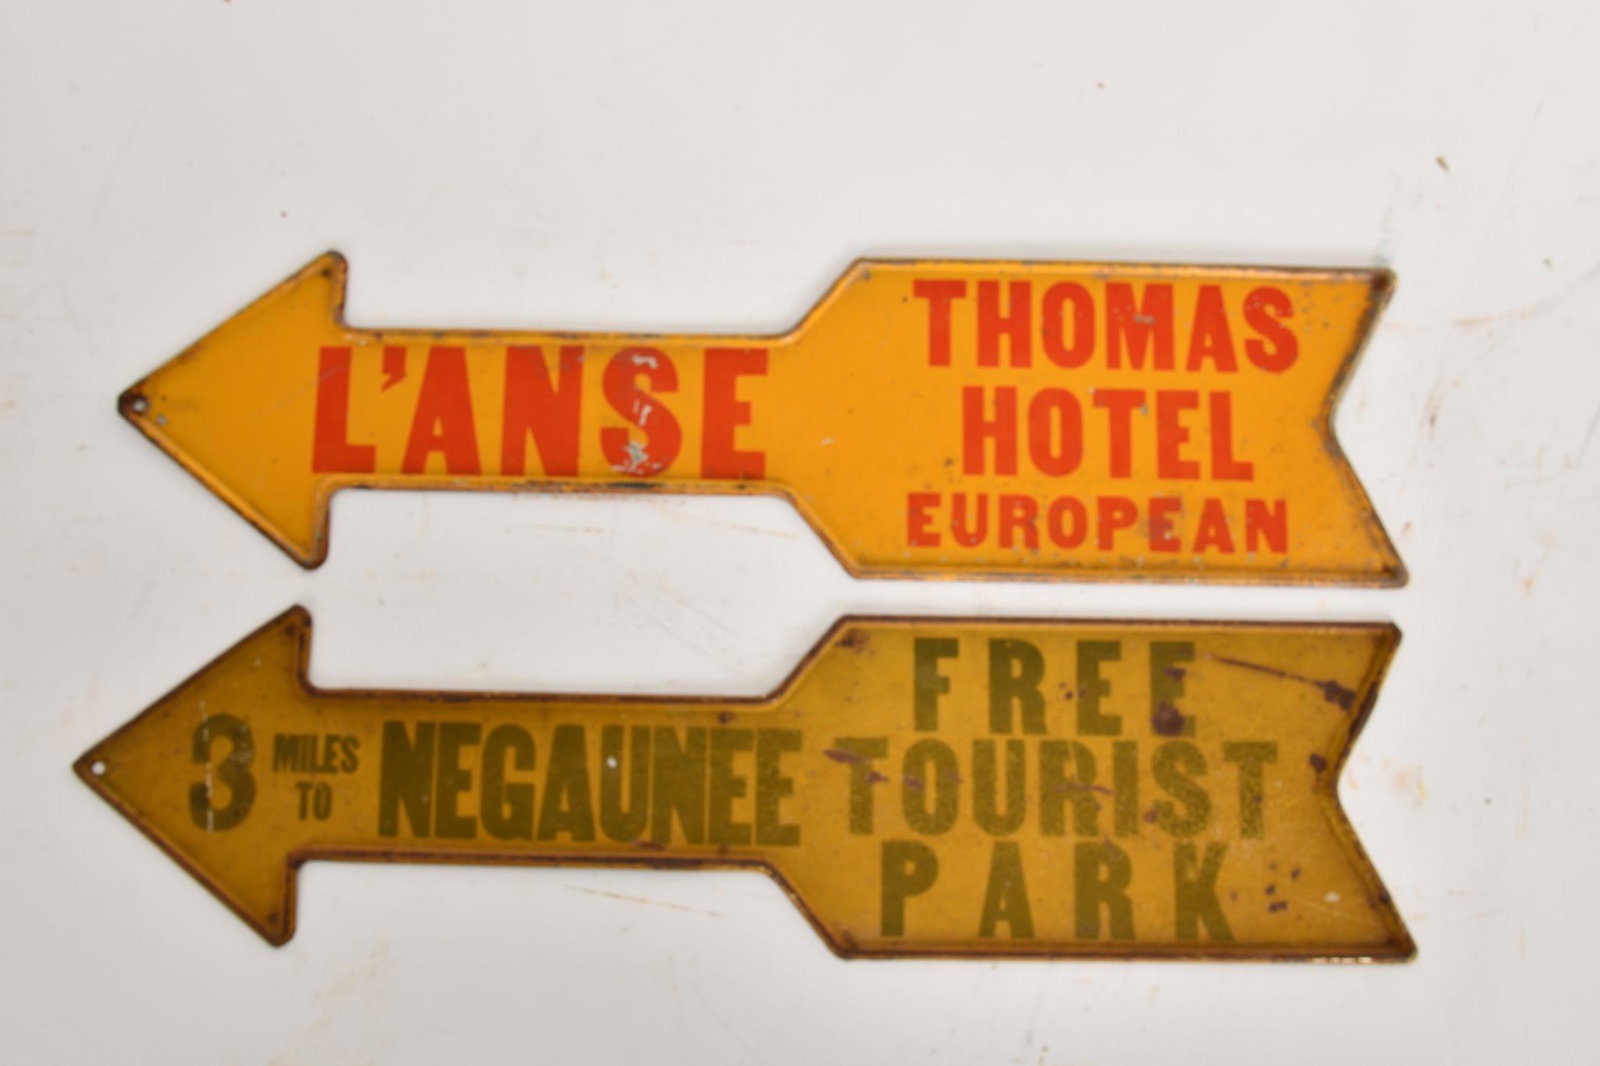 L'ANSE
THOMAS
HOTEL
EUROPEAN
3 MILES TO NEGAUNEE
FREE
TOURIST
PARK